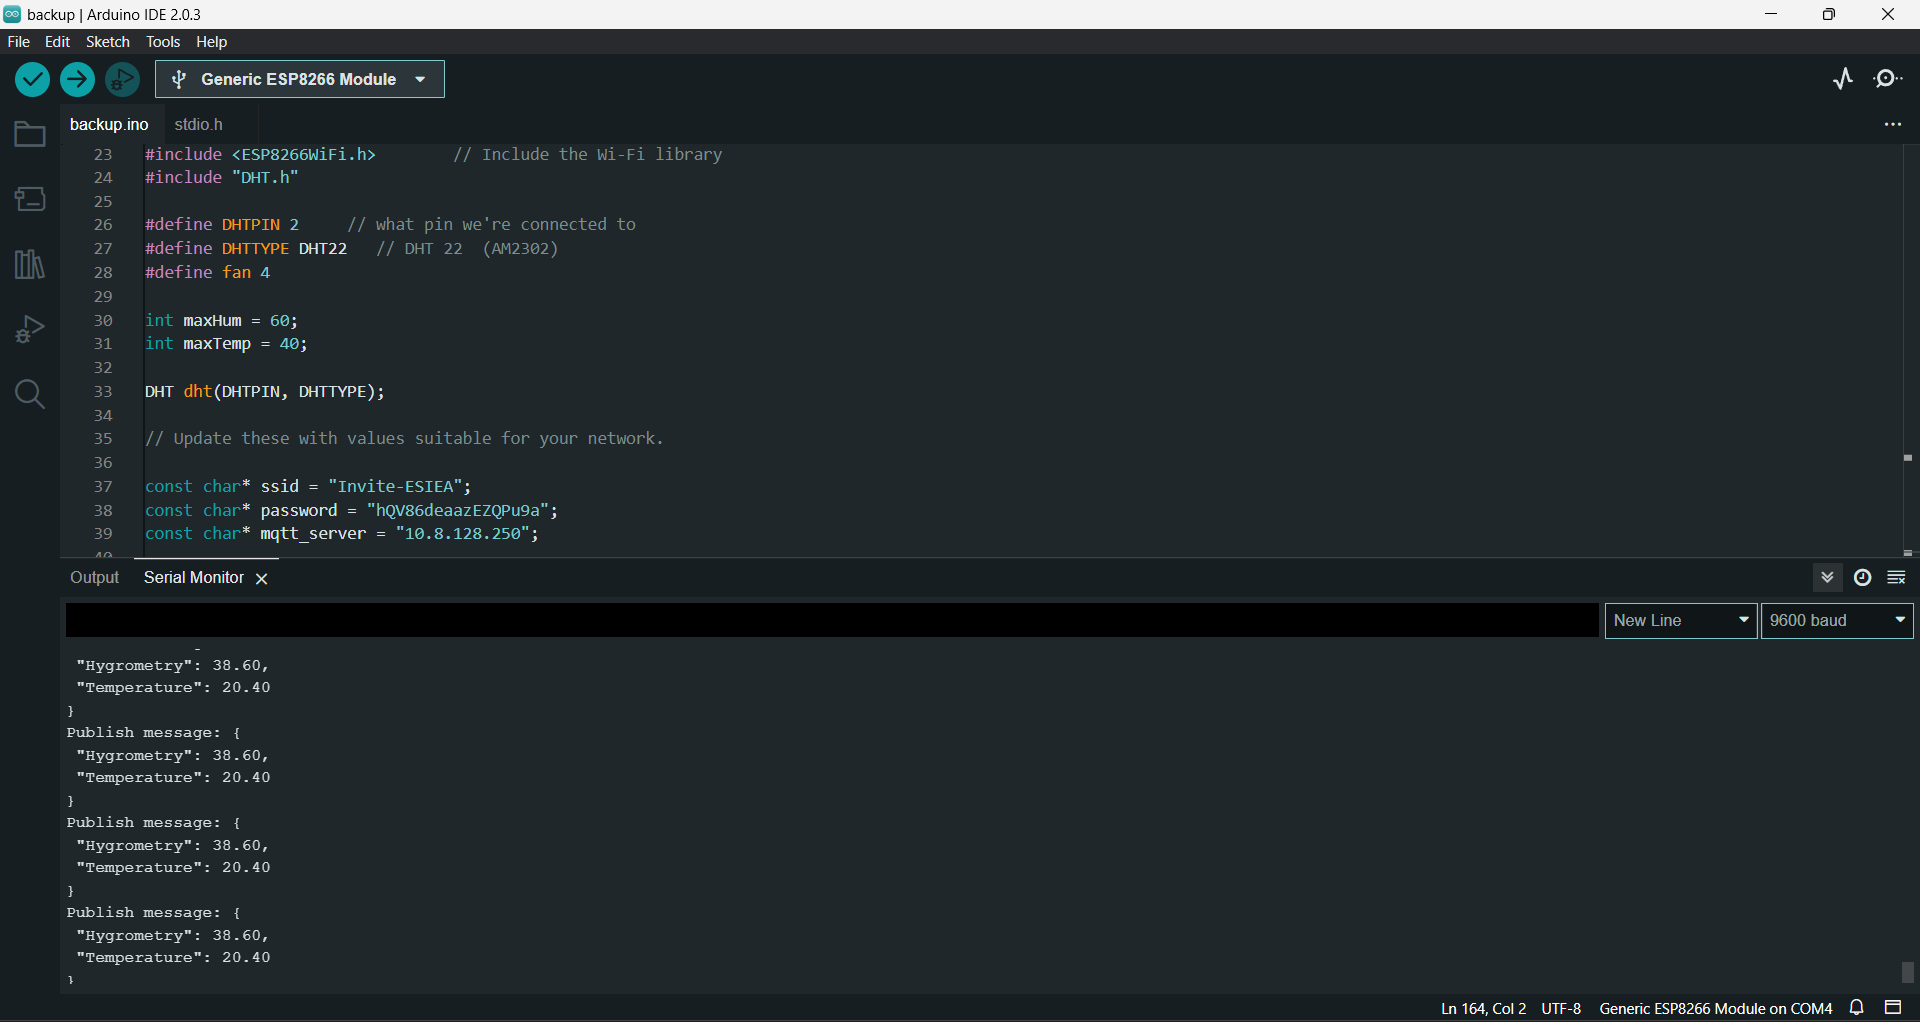 backup | Arduino IDE 2.0.3
File Edit Sketch Tools Help
Generic ESP8266 Module
backup.ino stdio.h
23 #include <ESP8266WiFi.h> // Include the Wi-Fi library
24 #include "DHT.h"
25
26 #define DHTPIN 2 // what pin we're connected to
27 #define DHTTYPE DHT22 // DHT 22 (AM2302)
28 #define fan 4
29
30 int maxHum = 60;
31 int maxTemp = 40;
32
33 DHT dht(DHTPIN, DHTTYPE);
34
35 // Update these with values suitable for your network.
36
37 const char* ssid = "Invite-ESIEA";
38 const char* password = "hQV86deaazEZQPu9a";
39 const char* mqtt_server = "10.8.128.250";
40
Output Serial Monitor
New Line 9600 baud
"Hygrometry": 38.60,
"Temperature": 20.40
}
Publish message: {
"Hygrometry": 38.60,
"Temperature": 20.40
}
Publish message: {
"Hygrometry": 38.60,
"Temperature": 20.40
}
Publish message: {
"Hygrometry": 38.60,
"Temperature": 20.40
}
Ln 164, Col 2 UTF-8 Generic ESP8266 Module on COM4